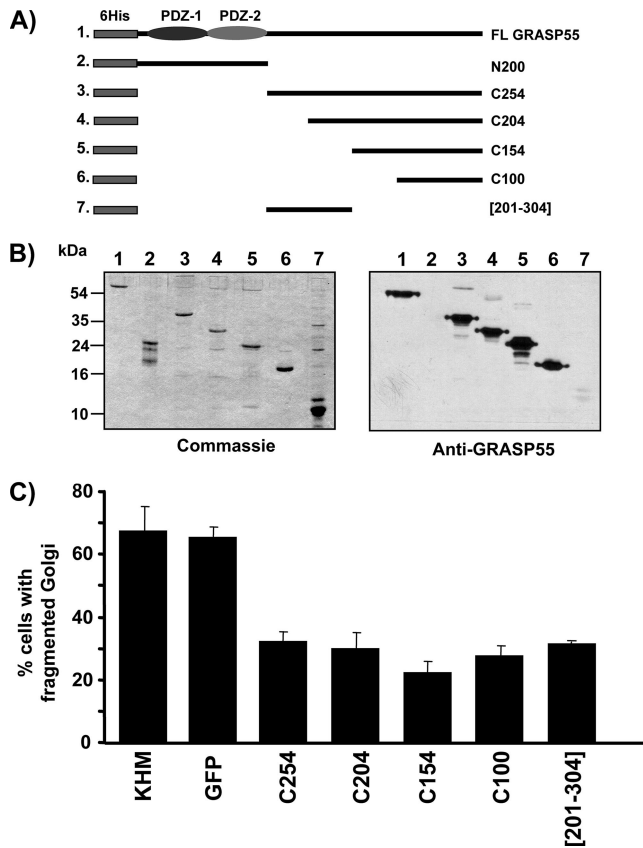 A)
6His PDZ-1 PDZ-2
1. FL GRASP55
2. N200
3. C254
4. C204
5. C154
6. C100
7. [201-304]
B) kDa 1 2 3 4 5 6 7 1 2 3 4 5 6 7
54
35
24
16
10
Commassie Anti-GRASP55
C)
% cells with
fragmented Golgi
80
60
40
20
0
KHM GFP C254 C204 C154 C100 [201-304]